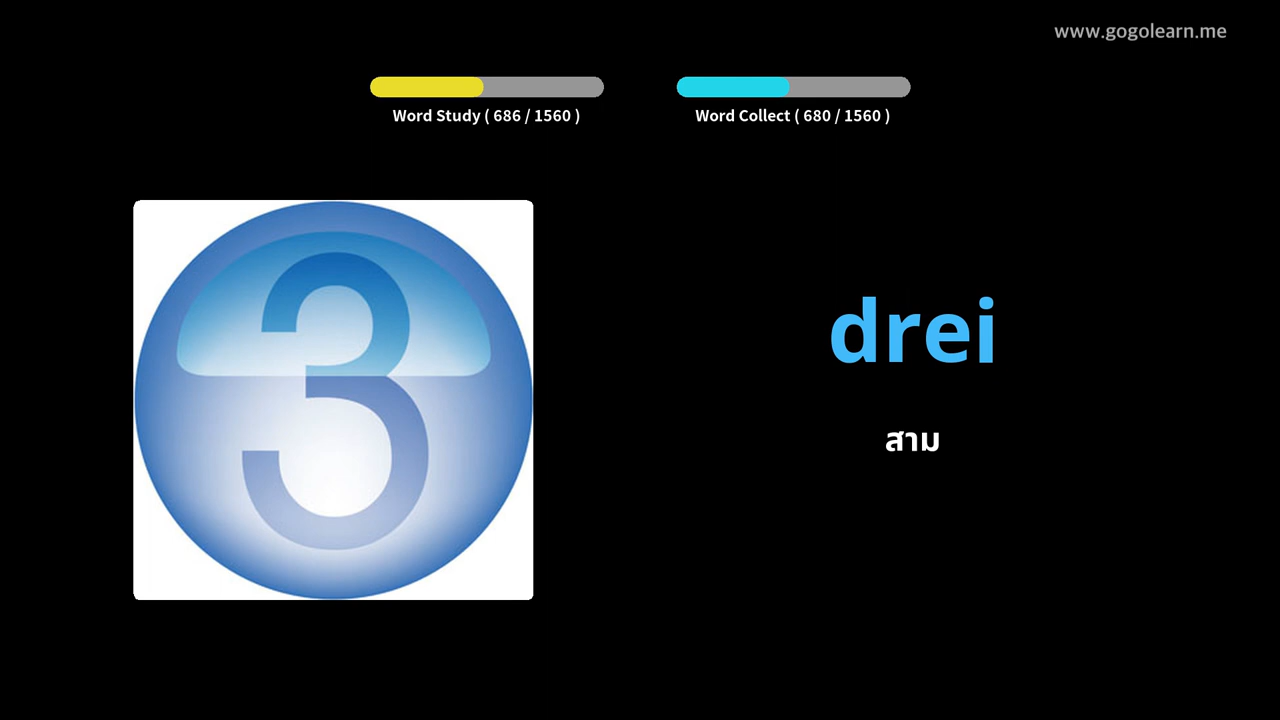 www.gogolearn.me
Word Study ( 686 / 1560 )
Word Collect ( 680 / 1560 )
3
drei
สาม